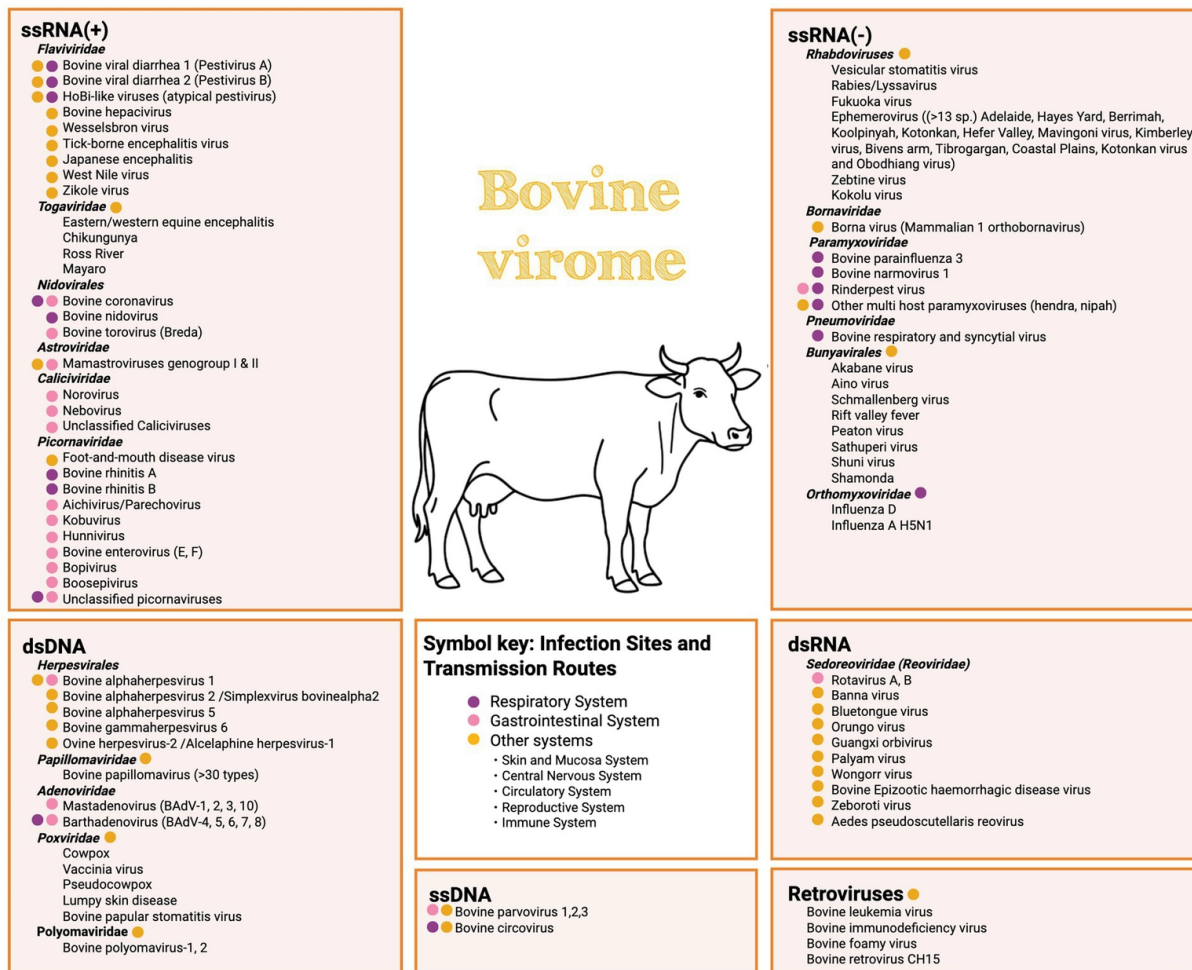 ssRNA(+)
Flaviviridae
Bovine viral diarrhea 1 (Pestivirus A)
Bovine viral diarrhea 2 (Pestivirus B)
HoBi-like viruses (atypical pestivirus)
Bovine hepacivirus
Wesselsbron virus
Tick-borne encephalitis virus
Japanese encephalitis
West Nile virus
Zikole virus
Togaviridae
Eastern/western equine encephalitis
Chikungunya
Ross River
Mayaro
Nidovirales
Bovine coronavirus
Bovine nidovirus
Bovine torovirus (Breda)
Astroviridae
Mamastroviruses genogroup I & II
Caliciviridae
Norovirus
Nebovirus
Unclassified Caliciviruses
Picornaviridae
Foot-and-mouth disease virus
Bovine rhinitis A
Bovine rhinitis B
Aichivirus/Parechovirus
Kobuvirus
Hunnivirus
Bovine enterovirus (E, F)
Bopivirus
Boosepivirus
Unclassified picornaviruses
Bovine
virome
ssRNA(-)
Rhabdoviruses
Vesicular stomatitis virus
Rabies/Lyssavirus
Fukuoka virus
Ephemerovirus ((>13 sp.) Adelaide, Hayes Yard, Berrimah,
Koolpinyah, Kotonkan, Hefer Valley, Mavingoni virus, Kimberley
virus, Bivens arm, Tibrogargan, Coastal Plains, Kotonkan virus
and Obodhiang virus)
Zebtine virus
Kokolu virus
Bornaviridae
Borna virus (Mammalian 1 orthobornavirus)
Paramyxoviridae
Bovine parainfluenza 3
Bovine narmovirus 1
Rinderpest virus
Other multi host paramyxoviruses (hendra, nipah)
Pneumoviridae
Bovine respiratory and syncytial virus
Bunyavirales
Akabane virus
Aino virus
Schmallenberg virus
Rift valley fever
Peaton virus
Sathuperi virus
Shuni virus
Shamonda
Orthomyxoviridae
Influenza D
Influenza A H5N1
dsDNA
Herpesvirales
Bovine alphaherpesvirus 1
Bovine alphaherpesvirus 2 /Simplexvirus bovinealpha2
Bovine alphaherpesvirus 5
Bovine gammaherpesvirus 6
Ovine herpesvirus-2 /Alcelaphine herpesvirus-1
Papillomaviridae
Bovine papillomavirus (>30 types)
Adenoviridae
Mastadenovirus (BAdV-1, 2, 3, 10)
Barthadenovirus (BAdV-4, 5, 6, 7, 8)
Poxviridae
Cowpox
Vaccinia virus
Pseudocowpox
Lumpy skin disease
Bovine papular stomatitis virus
Polyomaviridae
Bovine polyomavirus-1, 2
Symbol key: Infection Sites and
Transmission Routes
Respiratory System
Gastrointestinal System
Other systems
· Skin and Mucosa System
· Central Nervous System
· Circulatory System
· Reproductive System
· Immune System
ssDNA
Bovine parvovirus 1,2,3
Bovine circovirus
dsRNA
Sedoreoviridae (Reoviridae)
Rotavirus A, B
Banna virus
Bluetongue virus
Orungo virus
Guangxi orbivirus
Palyam virus
Wongorr virus
Bovine Epizootic haemorrhagic disease virus
Zeboroti virus
Aedes pseudoscutellaris reovirus
Retroviruses
Bovine leukemia virus
Bovine immunodeficiency virus
Bovine foamy virus
Bovine retrovirus CH15